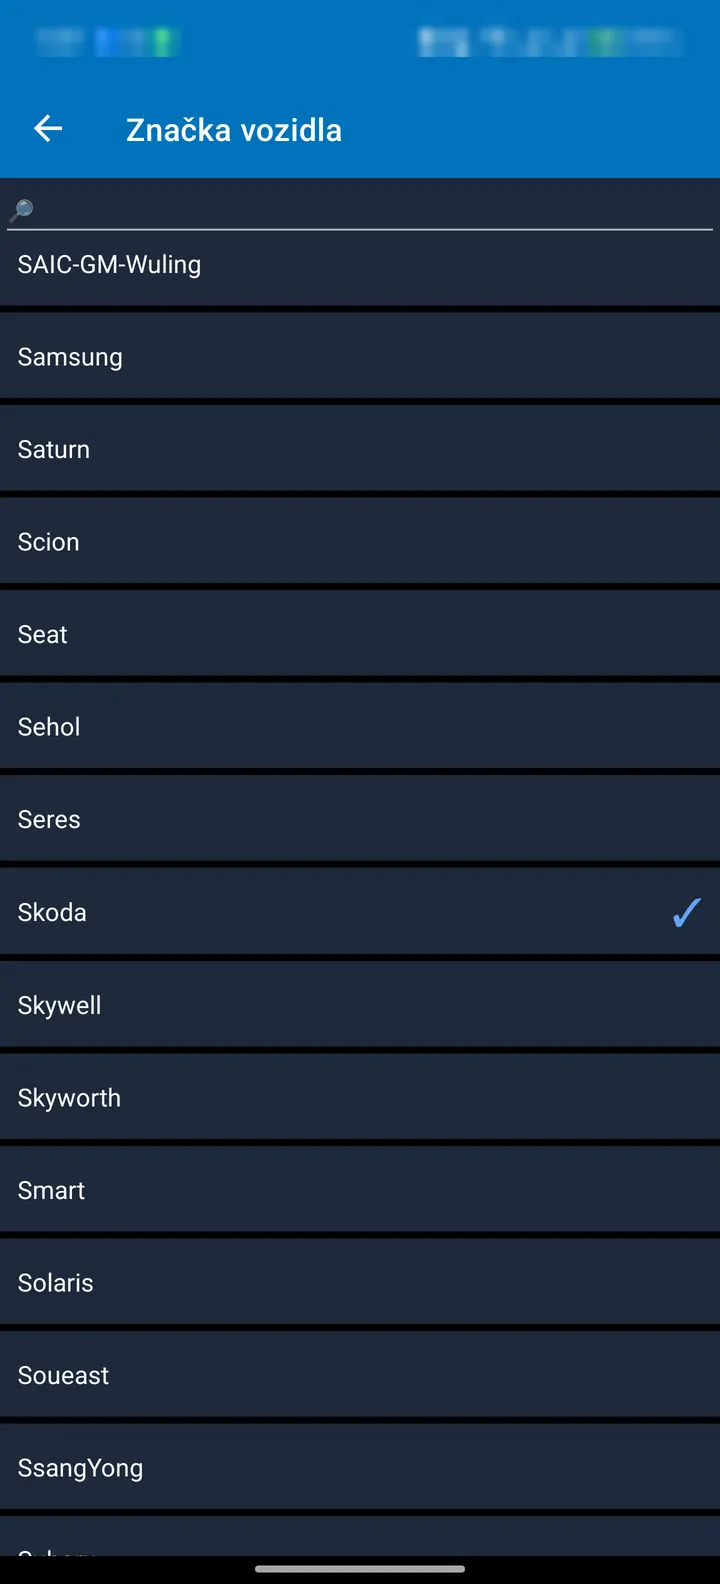 Značka vozidla
SAIC-GM-Wuling
Samsung
Saturn
Scion
Seat
Sehol
Seres
Skoda
Skywell
Skyworth
Smart
Solaris
Soueast
SsangYong